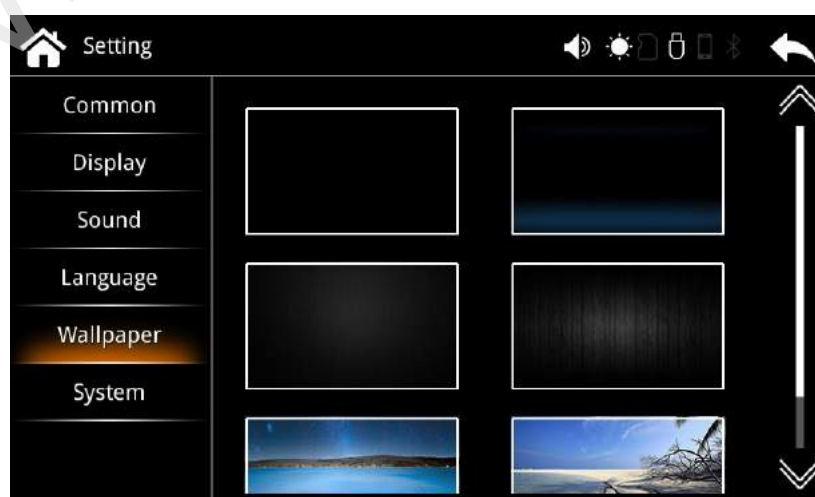 Setting
Common
Display
Sound
Language
Wallpaper
System